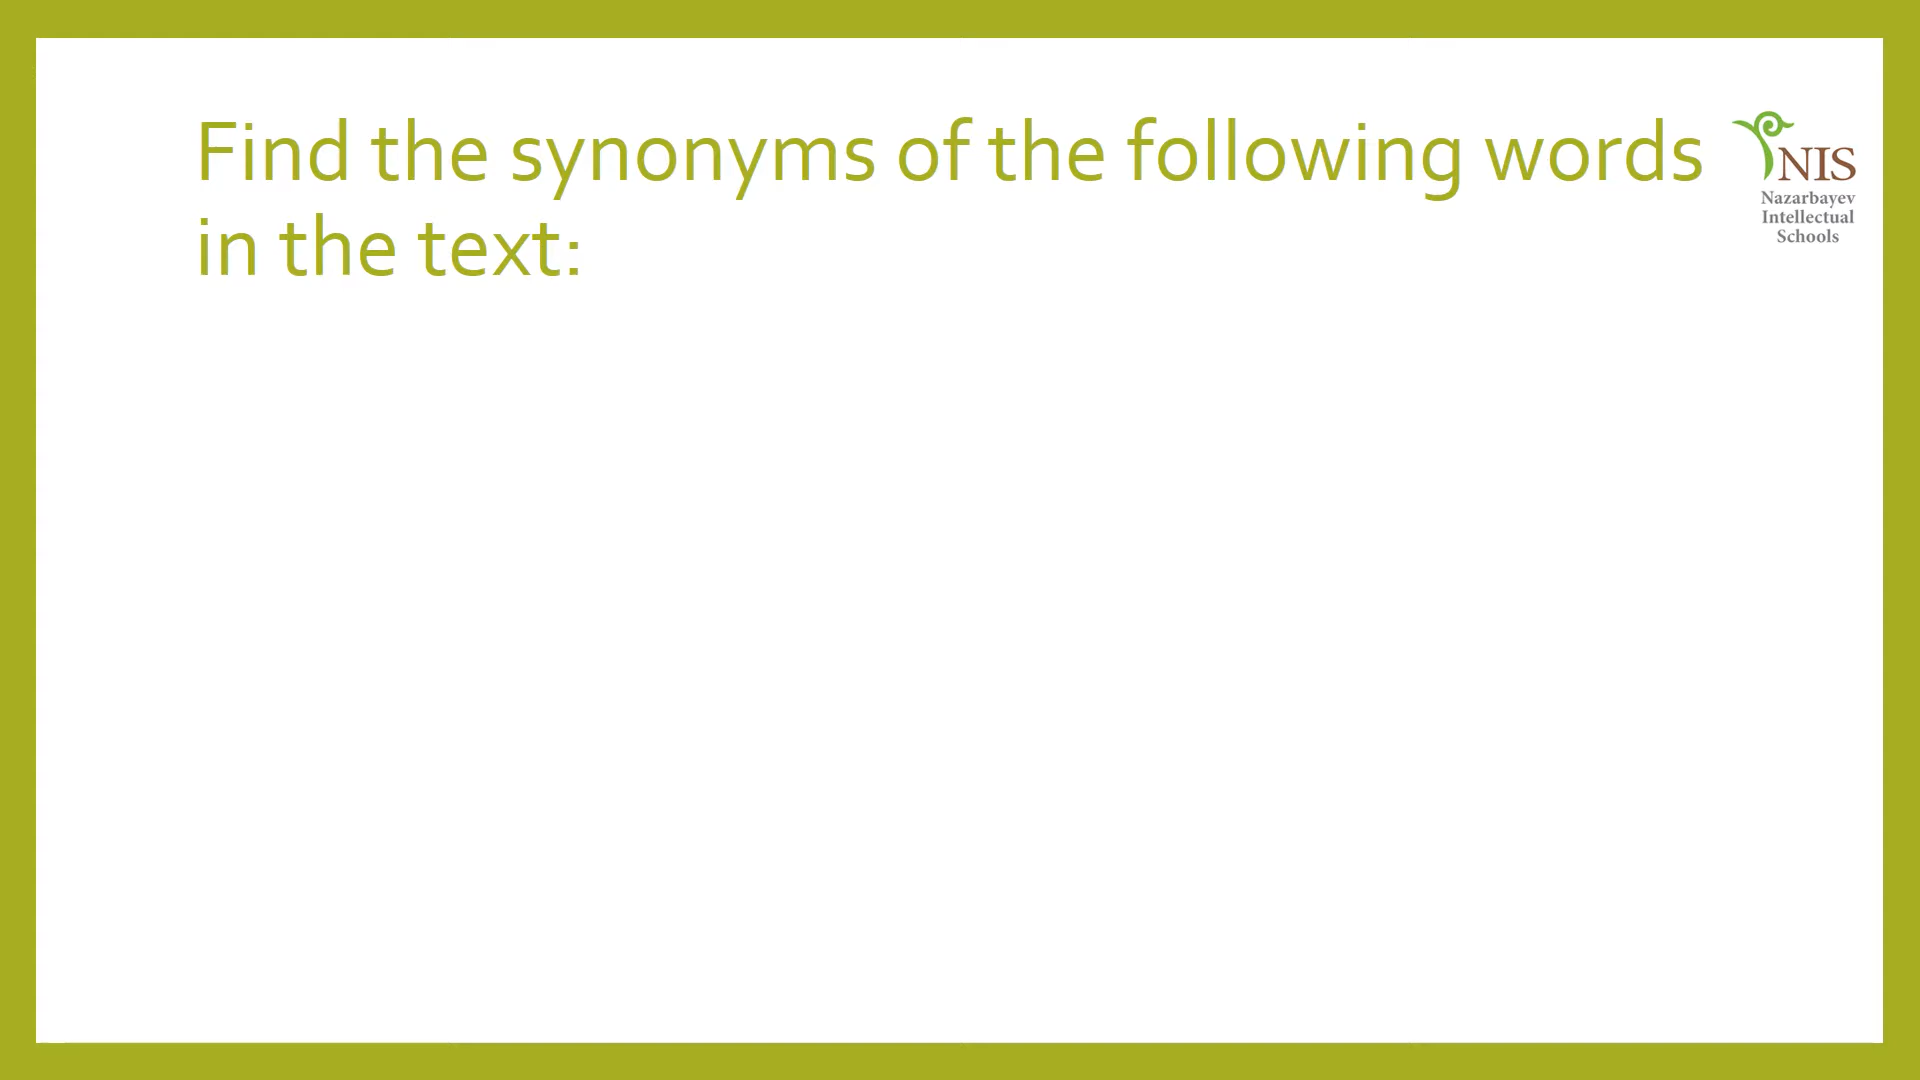 Find the synonyms of the following words
in the text:
NIS
Nazarbayev
Intellectual
Schools